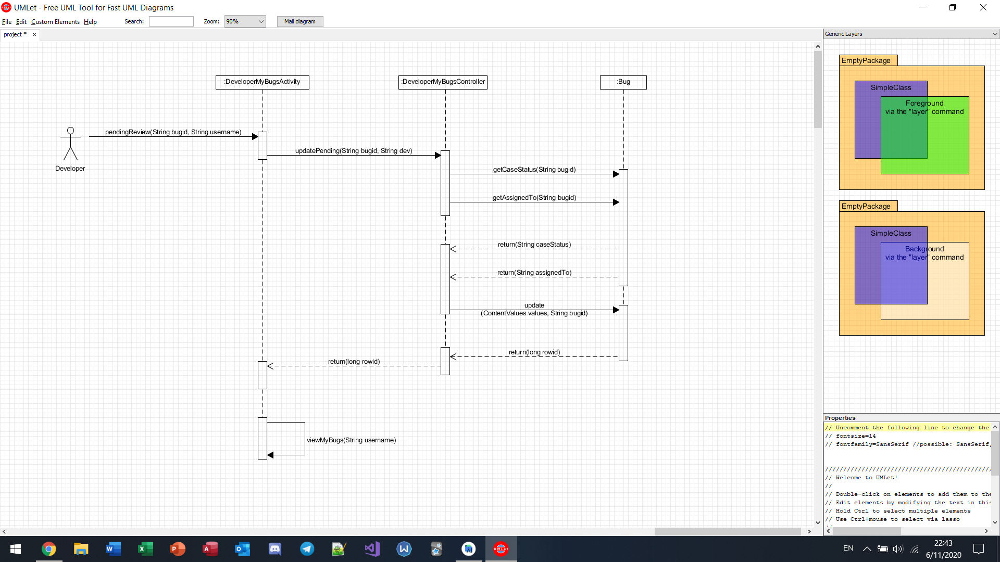 UMLet - Free UML Tool for Fast UML Diagrams
File Edit Custom Elements Help Search: Zoom: 90% Mail diagram
project *
Generic Layers
:DeveloperMyBugsActivity
:DeveloperMyBugsController
:Bug
pendingReview(String bugid, String username)
Developer
updatePending(String bugid, String dev)
getCaseStatus(String bugid)
getAssignedTo(String bugid)
return(String caseStatus)
return(String assignedTo)
update
(ContentValues values, String bugid)
return(long rowid)
return(long rowid)
viewMyBugs(String username)
EmptyPackage
SimpleClass
Foreground
via the "layer" command
EmptyPackage
SimpleClass
Background
via the "layer" command
Properties
// Uncomment the following line to change the
// fontsize=14
// fontfamily=SansSerif //possible: SansSerif,
//////////////////////////////////////////////
// Welcome to UMLet!
//
// Double-click on elements to add them to the
// Edit elements by modifying the text in this
// Hold Ctrl to select multiple elements
// Use Ctrl+mouse to select via lasso
UMLet
EN
22:43
6/11/2020